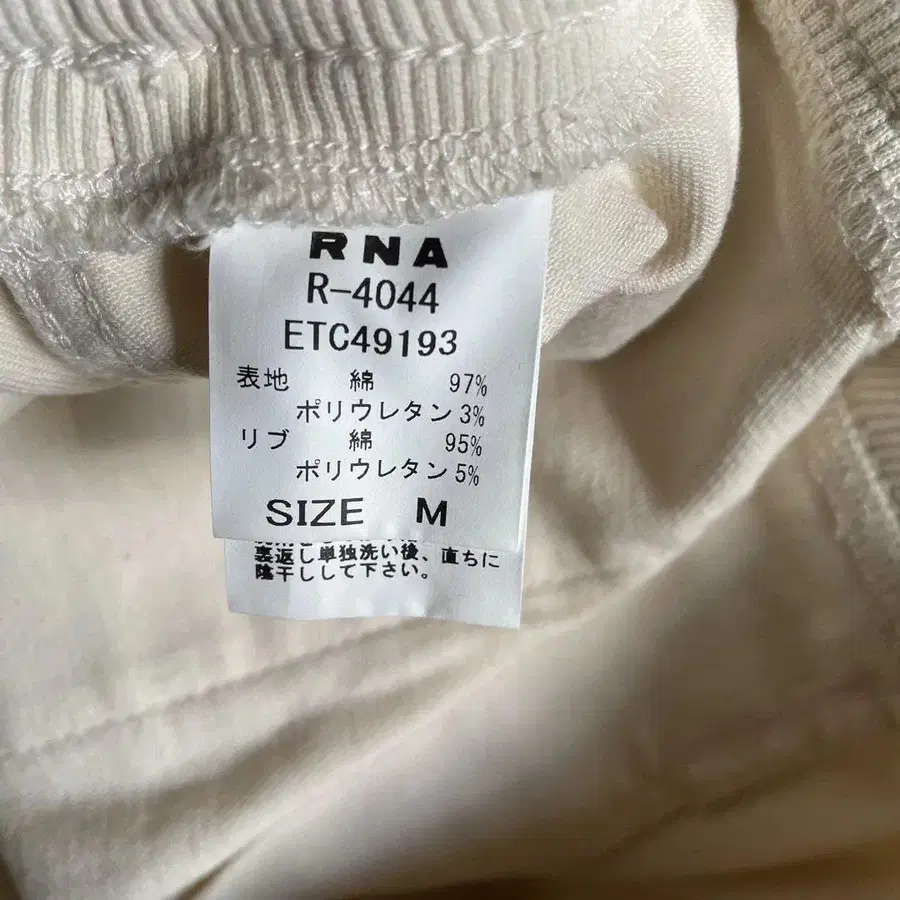 RNA
R-4044
ETC49193
表地 綿 97%
ポリウレタン 3%
リブ 綿 95%
ポリウレタン 5%
SIZE M
裏返し単独洗い後、直ちに
陰干しして下さい。